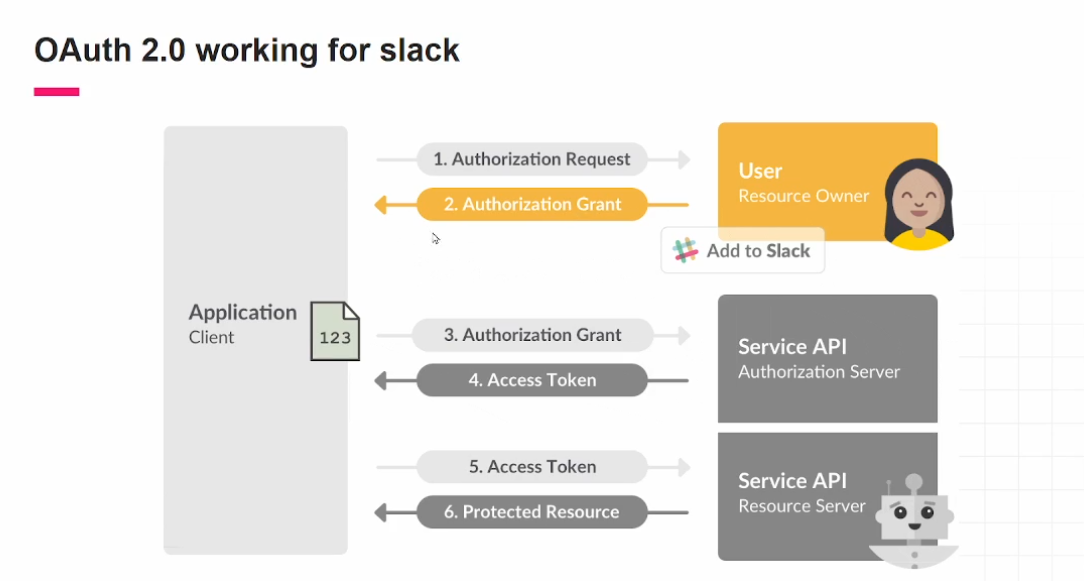 OAuth 2.0 working for slack
1. Authorization Request
2. Authorization Grant
User
Resource Owner
Add to Slack
Application
Client
123
3. Authorization Grant
4. Access Token
Service API
Authorization Server
5. Access Token
6. Protected Resource
Service API
Resource Server